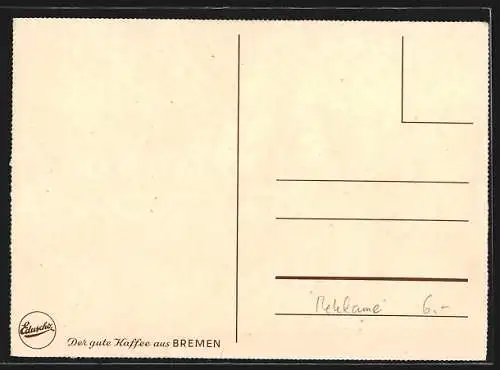 Reklame 6.-
Eduscho
Der gute Kaffee aus BREMEN